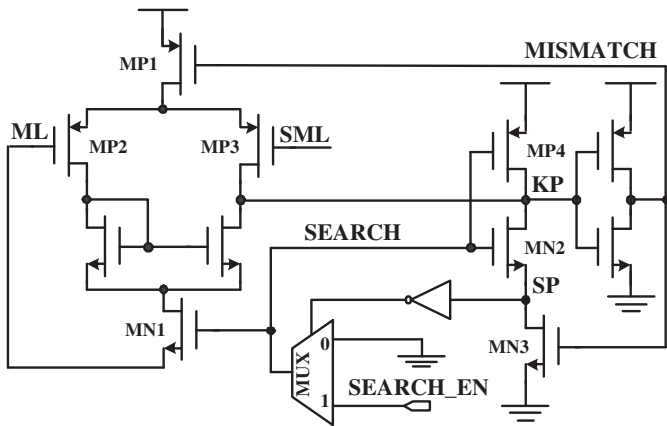 MISMATCH
MP1
ML
SML
MP2
MP3
MP4
KP
SEARCH
MN2
SP
MN1
MN3
MUX
0
1
SEARCH_EN